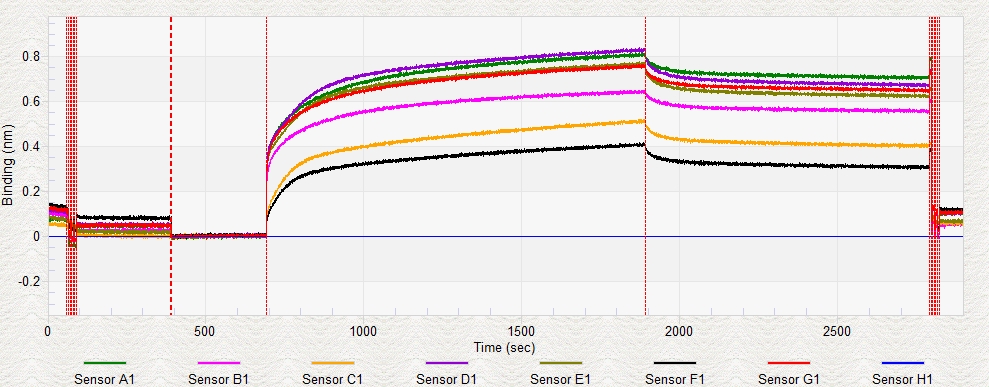 0.8
0.6
0.4
0.2
0
-0.2
Binding (nm)
0 500 1000 1500 2000 2500
Time (sec)
Sensor A1 Sensor B1 Sensor C1 Sensor D1 Sensor E1 Sensor F1 Sensor G1 Sensor H1